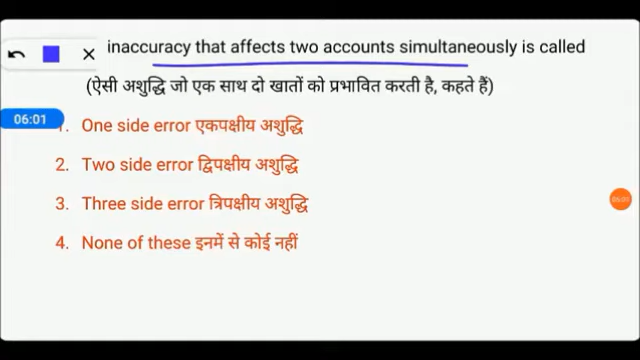 inaccuracy that affects two accounts simultaneously is called
(ऐसी अशुद्धि जो एक साथ दो खातों को प्रभावित करती है, कहते हैं)
06:01
1. One side error एकपक्षीय अशुद्धि
2. Two side error द्विपक्षीय अशुद्धि
3. Three side error त्रिपक्षीय अशुद्धि
06:01
4. None of these इनमें से कोई नहीं